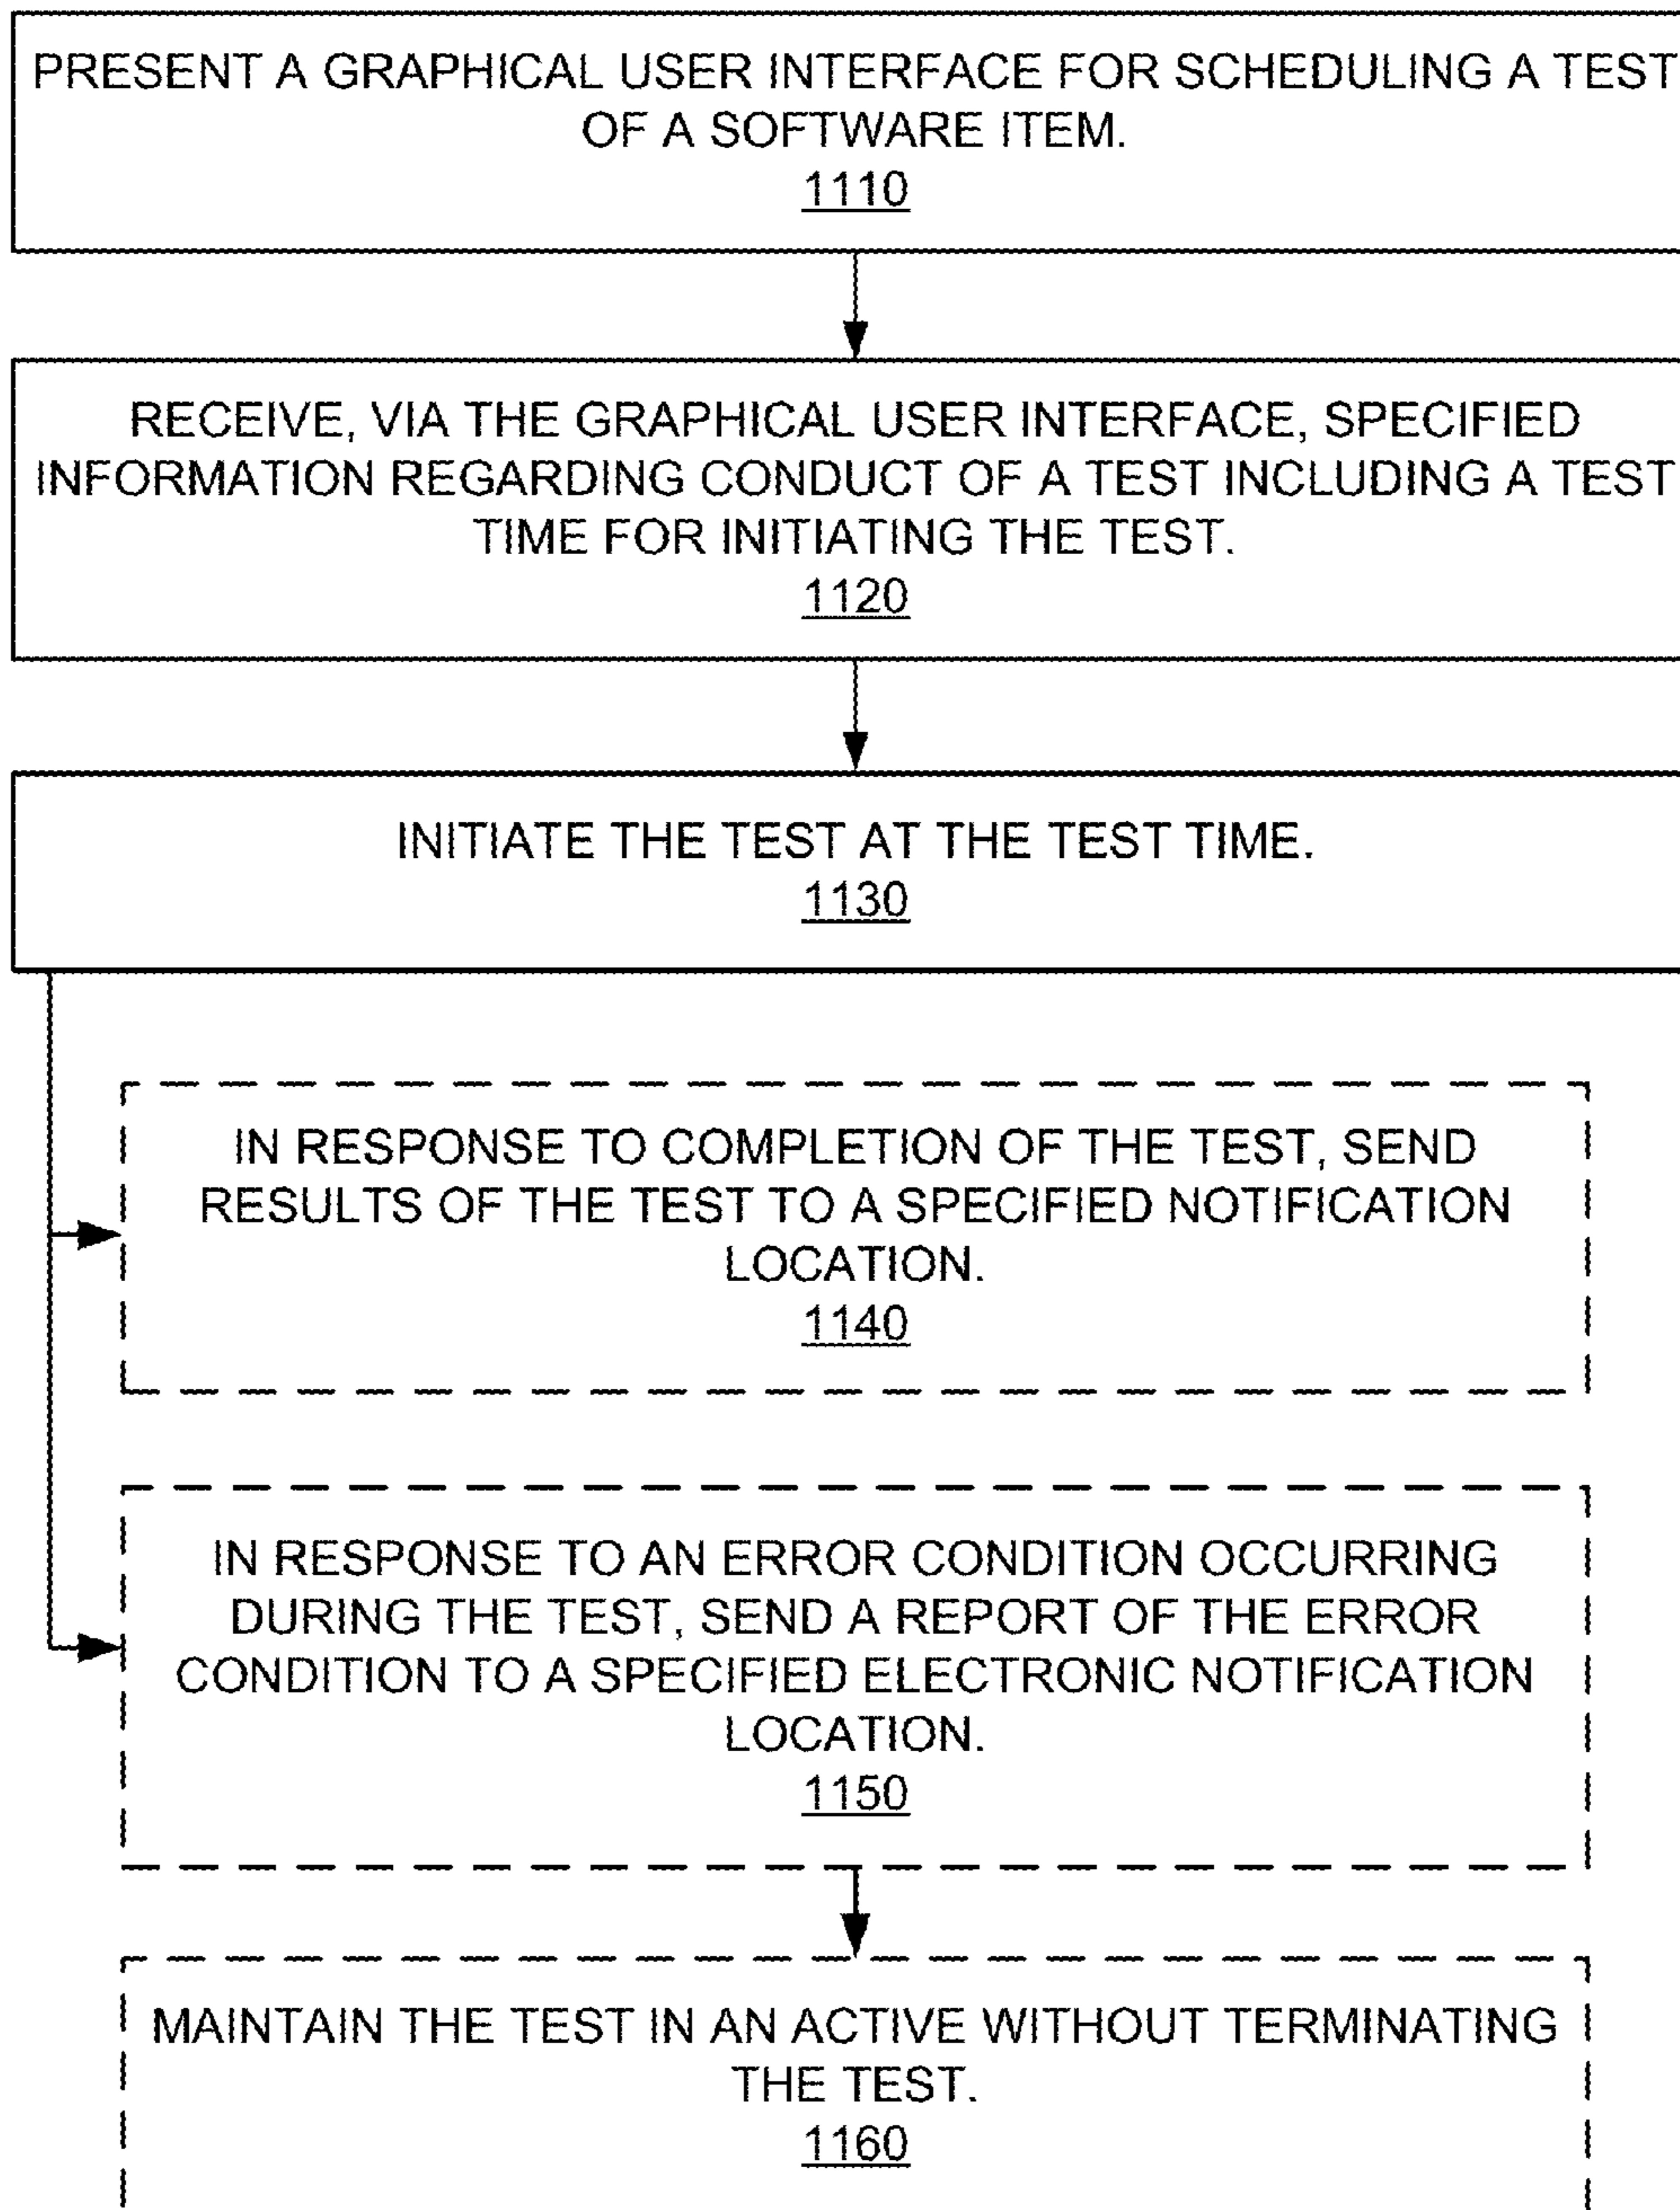 PRESENT A GRAPHICAL USER INTERFACE FOR SCHEDULING A TEST
OF A SOFTWARE ITEM.
1110
RECEIVE, VIA THE GRAPHICAL USER INTERFACE, SPECIFIED
INFORMATION REGARDING CONDUCT OF A TEST INCLUDING A TEST
TIME FOR INITIATING THE TEST.
1120
INITIATE THE TEST AT THE TEST TIME.
1130
IN RESPONSE TO COMPLETION OF THE TEST, SEND
RESULTS OF THE TEST TO A SPECIFIED NOTIFICATION
LOCATION.
1140
IN RESPONSE TO AN ERROR CONDITION OCCURRING
DURING THE TEST, SEND A REPORT OF THE ERROR
CONDITION TO A SPECIFIED ELECTRONIC NOTIFICATION
LOCATION.
1150
MAINTAIN THE TEST IN AN ACTIVE WITHOUT TERMINATING
THE TEST.
1160